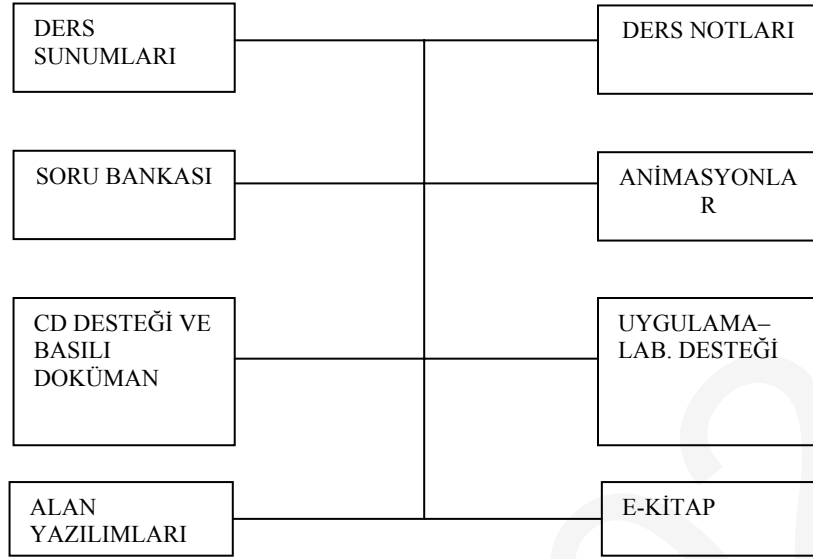 DERS
SUNUMLARI
DERS NOTLARI
SORU BANKASI
ANİMASYONLA
R
CD DESTEĞİ VE
BASILI
DOKÜMAN
UYGULAMA–
LAB. DESTEĞİ
ALAN
YAZILIMLARI
E-KİTAP